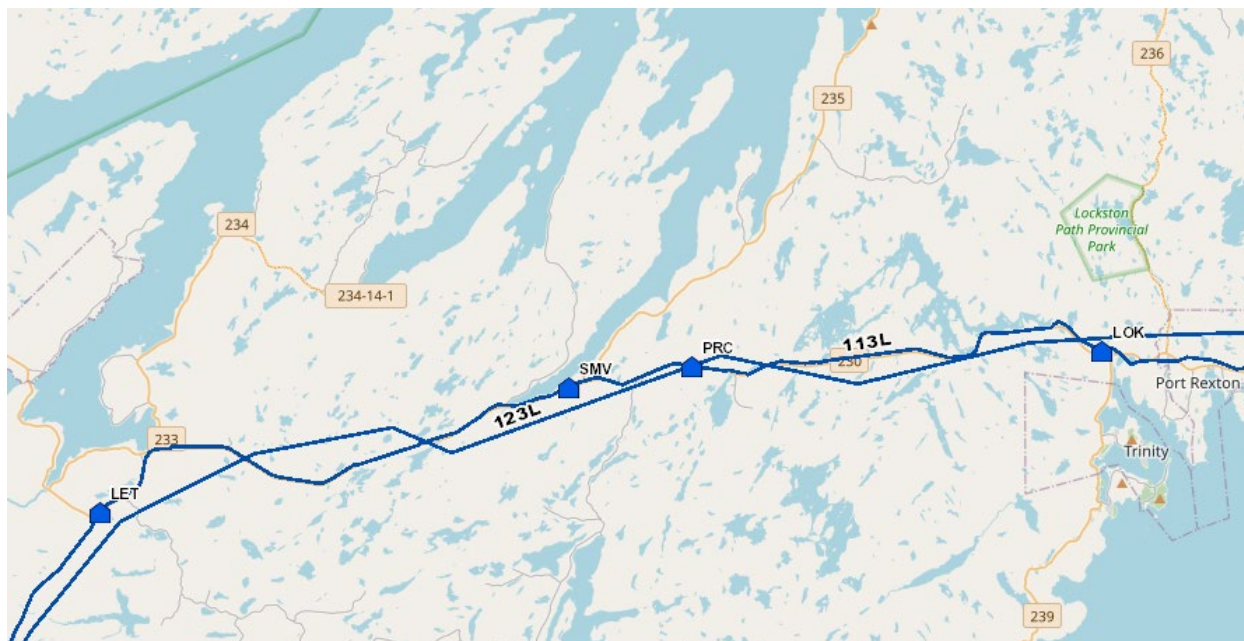 236
235
Lockston
Path Provincial
Park
234
234-14-1
LOK
113L
PRC
230
SMV
Port Rexton
123L
233
Trinity
LET
239